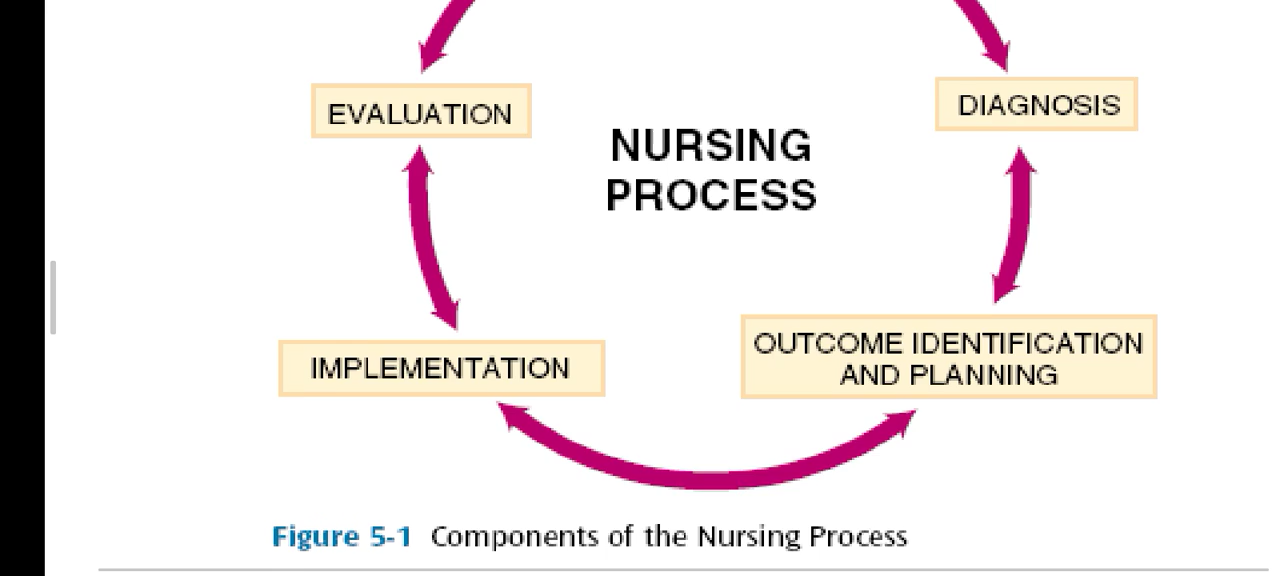 EVALUATION
DIAGNOSIS
NURSING
PROCESS
IMPLEMENTATION
OUTCOME IDENTIFICATION
AND PLANNING
Figure 5-1 Components of the Nursing Process